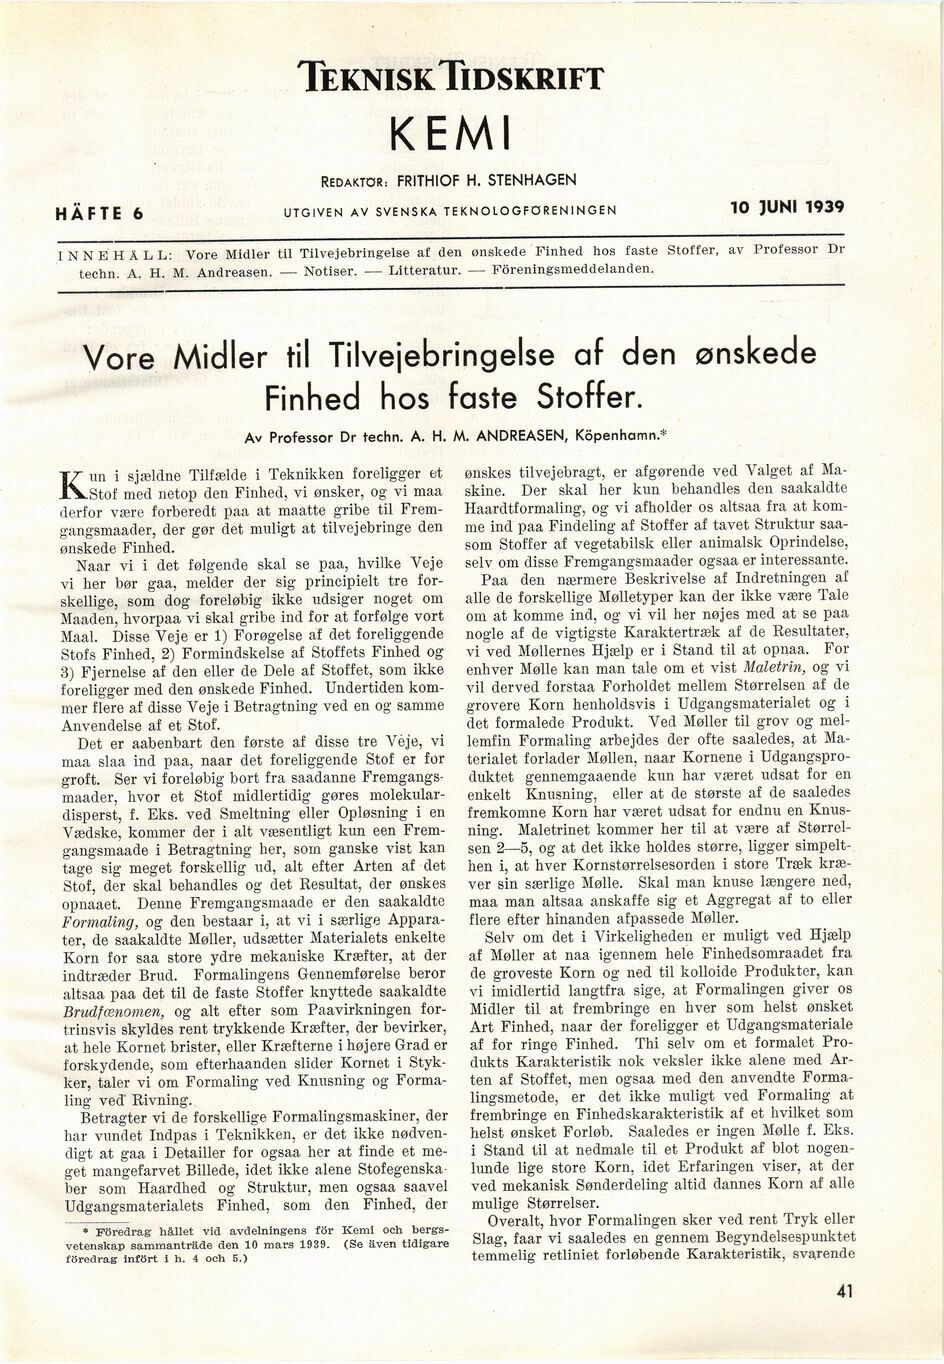 TEKNISK TIDSKRIFT
KEMI
REDAKTÖR: FRITHIOF H. STENHAGEN
HÄFTE 6
UTGIVEN AV SVENSKA TEKNOLOGFÖRENINGEN
10 JUNI 1939
INNEHÅLL: Vore Midler til Tilvejebringelse af den ønskede Finhed hos faste Stoffer, av Professor Dr
techn. A. H. M. Andreasen. — Notiser. — Litteratur. — Föreningsmeddelanden.
Vore Midler til Tilvejebringelse af den ønskede
Finhed hos faste Stoffer.
Av Professor Dr techn. A. H. M. ANDREASEN, Köpenhamn.*
Kun i sjældne Tilfælde i Teknikken foreligger et
Stof med netop den Finhed, vi ønsker, og vi maa
derfor være forberedt paa at maatte gribe til Frem-
gangsmaader, der gør det muligt at tilvejebringe den
ønskede Finhed.
Naar vi i det følgende skal se paa, hvilke Veje
vi her bør gaa, melder der sig principielt tre for-
skellige, som dog foreløbig ikke udsiger noget om
Maaden, hvorpaa vi skal gribe ind for at forfølge vort
Maal. Disse Veje er 1) Forøgelse af det foreliggende
Stofs Finhed, 2) Formindskelse af Stoffets Finhed og
3) Fjernelse af den eller de Dele af Stoffet, som ikke
foreligger med den ønskede Finhed. Undertiden kom-
mer flere af disse Veje i Betragtning ved en og samme
Anvendelse af et Stof.
Det er aabenbart den første af disse tre Veje, vi
maa slaa ind paa, naar det foreliggende Stof er for
groft. Ser vi foreløbig bort fra saadanne Fremgangs-
maader, hvor et Stof midlertidig gøres molekular-
disperst, f. Eks. ved Smeltning eller Opløsning i en
Vædske, kommer der i alt væsentligt kun een Frem-
gangsmaade i Betragtning her, som ganske vist kan
tage sig meget forskellig ud, alt efter Arten af det
Stof, der skal behandles og det Resultat, der ønskes
opnaaet. Denne Fremgangsmaade er den saakaldte
Formaling, og den bestaar i, at vi i særlige Appara-
ter, de saakaldte Møller, udsætter Materialets enkelte
Korn for saa store ydre mekaniske Kræfter, at der
indtræder Brud. Formalingens Gennemførelse beror
altsaa paa det til de faste Stoffer knyttede saakaldte
Brudfænomen, og alt efter som Paavirkningen for-
trinsvis skyldes rent trykkende Kræfter, der bevirker,
at hele Kornet brister, eller Kræfterne i højere Grad er
forskydende, som efterhaanden slider Kornet i Styk-
ker, taler vi om Formaling ved Knusning og Forma-
ling ved Rivning.
Betragter vi de forskellige Formalingsmaskiner, der
har vundet Indpas i Teknikken, er det ikke nødven-
digt at gaa i Detailler for ogsaa her at finde et me-
get mangefarvet Billede, idet ikke alene Stofegenska-
ber som Haardhed og Struktur, men ogsaa saavel
Udgangsmaterialets Finhed, som den Finhed, der
* Föredrag hållet vid avdelningens för Kemi och bergs-
vetenskap sammanträde den 10 mars 1939. (Se även tidigare
föredrag infört i h. 4 och 5.)
ønskes tilvejebragt, er afgørende ved Valget af Ma-
skine. Der skal her kun behandles den saakaldte
Haardtformaling, og vi afholder os altsaa fra at kom-
me ind paa Findeling af Stoffer af tavet Struktur saa-
som Stoffer af vegetabilsk eller animalsk Oprindelse,
selv om disse Fremgangsmaader ogsaa er interessante.
Paa den nærmere Beskrivelse af Indretningen af
alle de forskellige Mølletyper kan der ikke være Tale
om at komme ind, og vi vil her nøjes med at se paa
nogle af de vigtigste Karaktertræk af de Resultater,
vi ved Møllernes Hjælp er i Stand til at opnaa. For
enhver Mølle kan man tale om et vist Maletrin, og vi
vil derved forstaa Forholdet mellem Størrelsen af de
grovere Korn henholdsvis i Udgangsmaterialet og i
det formalede Produkt. Ved Møller til grov og mel-
lemfin Formaling arbejdes der ofte saaledes, at Ma-
terialet forlader Møllen, naar Kornene i Udgangspro-
duktet gennemgaaende kun har været udsat for en
enkelt Knusning, eller at de største af de saaledes
fremkomne Korn har været udsat for endnu en Knus-
ning. Maletrinet kommer her til at være af Størrel-
sen 2—5, og at det ikke holdes større, ligger simpelt-
hen i, at hver Kornstørrelsesorden i store Træk kræ-
ver sin særlige Mølle. Skal man knuse længere ned,
maa man altsaa anskaffe sig et Aggregat af to eller
flere efter hinanden afpassede Møller.
Selv om det i Virkeligheden er muligt ved Hjælp
af Møller at naa igennem hele Finhedsomraadet fra
de groveste Korn og ned til kolloide Produkter, kan
vi imidlertid langtfra sige, at Formalingen giver os
Midler til at frembringe en hver som helst ønsket
Art Finhed, naar der foreligger et Udgangsmateriale
af for ringe Finhed. Thi selv om et formalet Pro-
dukts Karakteristik nok veksler ikke alene med Ar-
ten af Stoffet, men ogsaa med den anvendte Forma-
lingsmetode, er det ikke muligt ved Formaling at
frembringe en Finhedskarakteristik af et hvilket som
helst ønsket Forløb. Saaledes er ingen Mølle f. Eks.
i Stand til at nedmale til et Produkt af blot nogen-
lunde lige store Korn, idet Erfaringen viser, at der
ved mekanisk Sønderdeling altid dannes Korn af alle
mulige Størrelser.
Overalt, hvor Formalingen sker ved rent Tryk eller
Slag, faar vi saaledes en gennem Begyndelsespunktet
temmelig retliniet forløbende Karakteristik, svarende
41